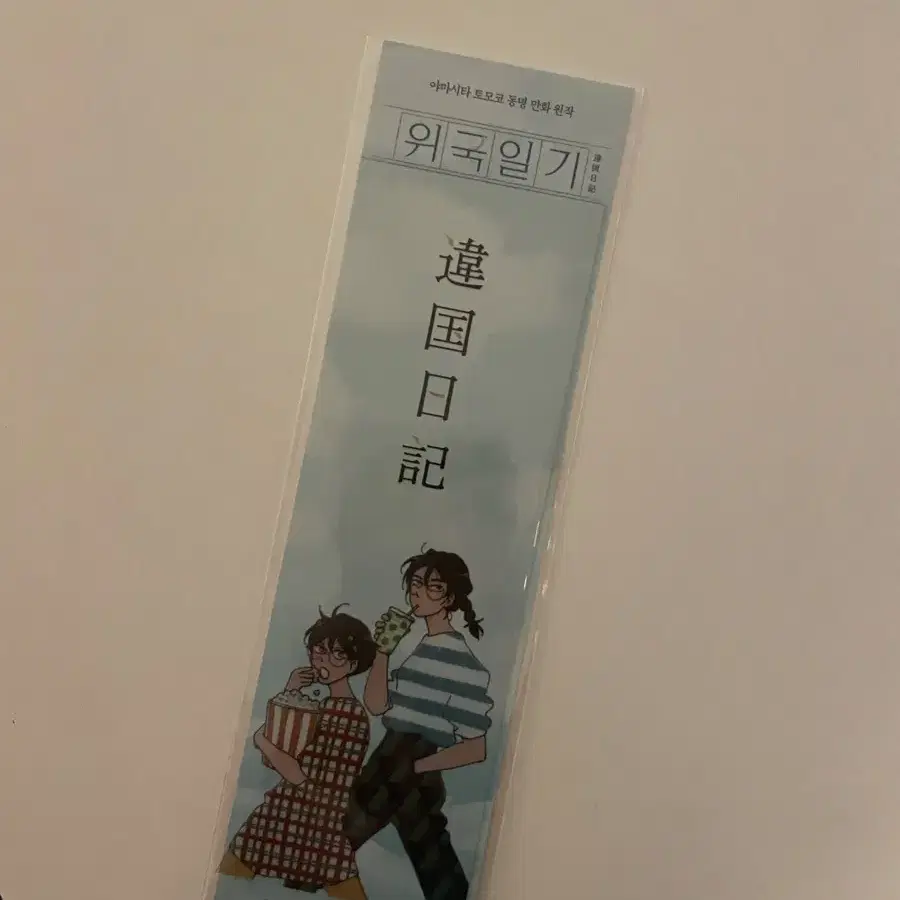 야마시타 토모코 동명 만화 원작
위국일기
違国日記
違国日記